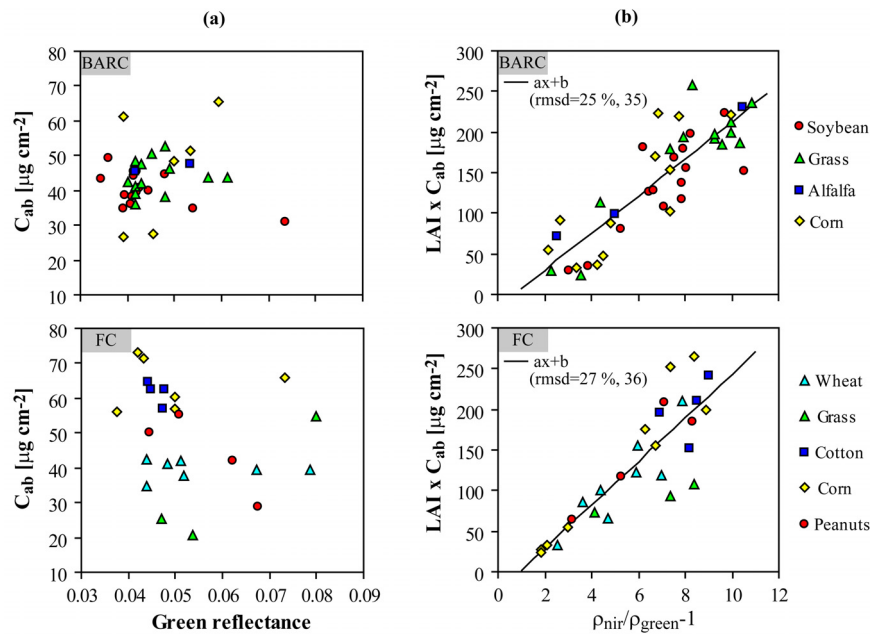 (a)
(b)
80
70
60
50
40
30
20
10
Cab [µg cm-2]
BARC
300
250
200
150
100
50
0
LAI x Cab [µg cm-2]
BARC
ax+b
(rmsd=25 %, 35)
Soybean
Grass
Alfalfa
Corn
80
70
60
50
40
30
20
10
Cab [µg cm-2]
FC
0.03 0.04 0.05 0.06 0.07 0.08 0.09
Green reflectance
300
250
200
150
100
50
0
LAI x Cab [µg cm-2]
FC
ax+b
(rmsd=27 %, 36)
0 2 4 6 8 10 12
ρnir/ρgreen-1
Wheat
Grass
Cotton
Corn
Peanuts